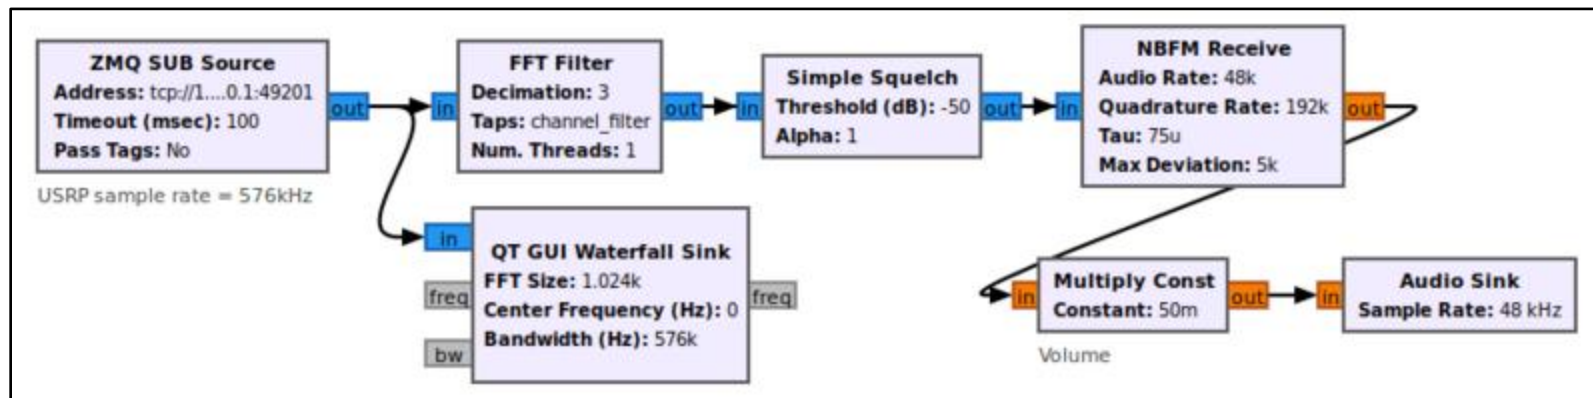 ZMQ SUB Source
Address: tcp://1....0.1:49201
Timeout (msec): 100
Pass Tags: No
out
USRP sample rate = 576kHz
in
FFT Filter
Decimation: 3
Taps: channel_filter
Num. Threads: 1
out
in
Simple Squelch
Threshold (dB): -50
Alpha: 1
out
in
NBFM Receive
Audio Rate: 48k
Quadrature Rate: 192k
Tau: 75u
Max Deviation: 5k
out
in
freq
bw
QT GUI Waterfall Sink
FFT Size: 1.024k
Center Frequency (Hz): 0
Bandwidth (Hz): 576k
freq
in
Multiply Const
Constant: 50m
out
Volume
in
Audio Sink
Sample Rate: 48 kHz